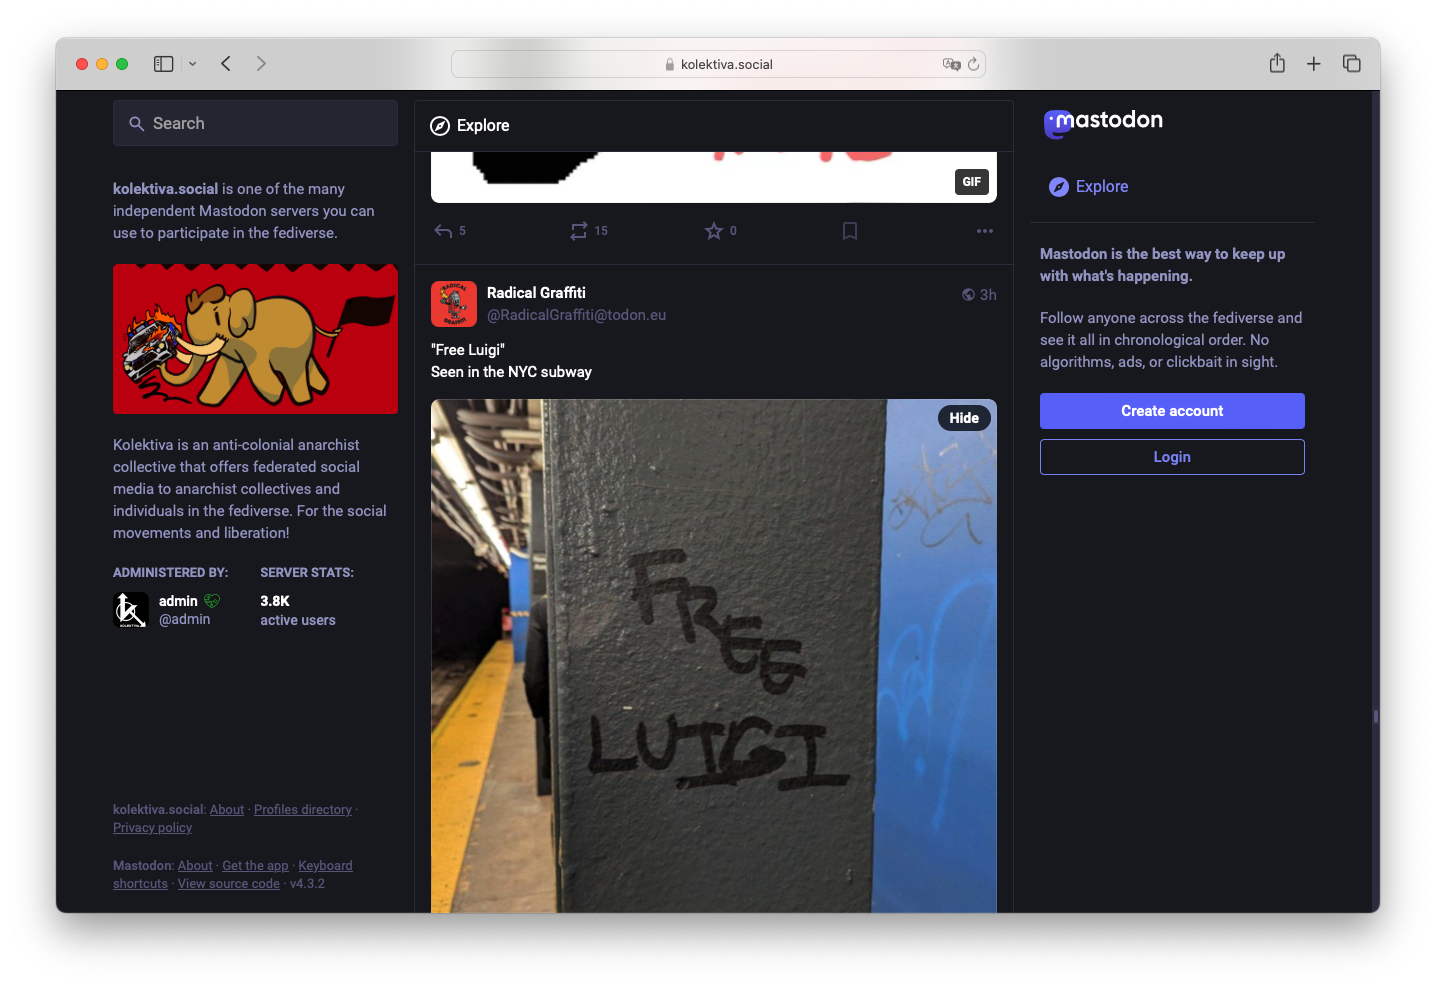 kolektiva.social
Search
kolektiva.social is one of the many
independent Mastodon servers you can
use to participate in the fediverse.
Kolektiva is an anti-colonial anarchist
collective that offers federated social
media to anarchist collectives and
individuals in the fediverse. For the social
movements and liberation!
ADMINISTERED BY:
admin
@admin
SERVER STATS:
3.8K
active users
kolektiva.social: About · Profiles directory ·
Privacy policy
Mastodon: About · Get the app · Keyboard
shortcuts · View source code · v4.3.2
Explore
GIF
5
15
0
RADICAL
GRAFFITI
Radical Graffiti
@RadicalGraffiti@todon.eu
3h
"Free Luigi"
Seen in the NYC subway
Hide
FREE
LUIGI
mastodon
Explore
Mastodon is the best way to keep up
with what's happening.
Follow anyone across the fediverse and
see it all in chronological order. No
algorithms, ads, or clickbait in sight.
Create account
Login